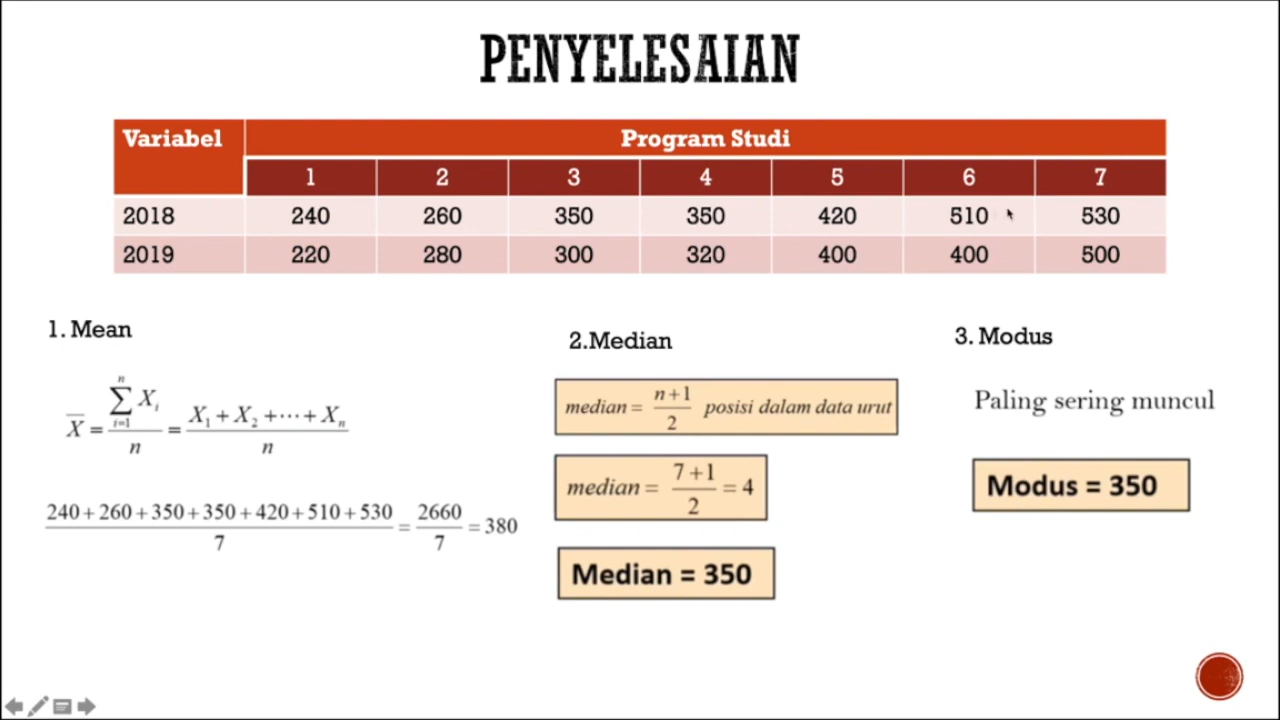 PENYELESAIAN
Variabel Program Studi
1 2 3 4 5 6 7
2018 240 260 350 350 420 510 530
2019 220 280 300 320 400 400 500
1. Mean
X̄ = ∑ⁿᵢ₌₁ Xᵢ / n = X₁ + X₂ + ⋯ + Xₙ / n
240 + 260 + 350 + 350 + 420 + 510 + 530 / 7 = 2660 / 7 = 380
2.Median
median = n+1 / 2 posisi dalam data urut
median = 7+1 / 2 = 4
Median = 350
3. Modus
Paling sering muncul
Modus = 350